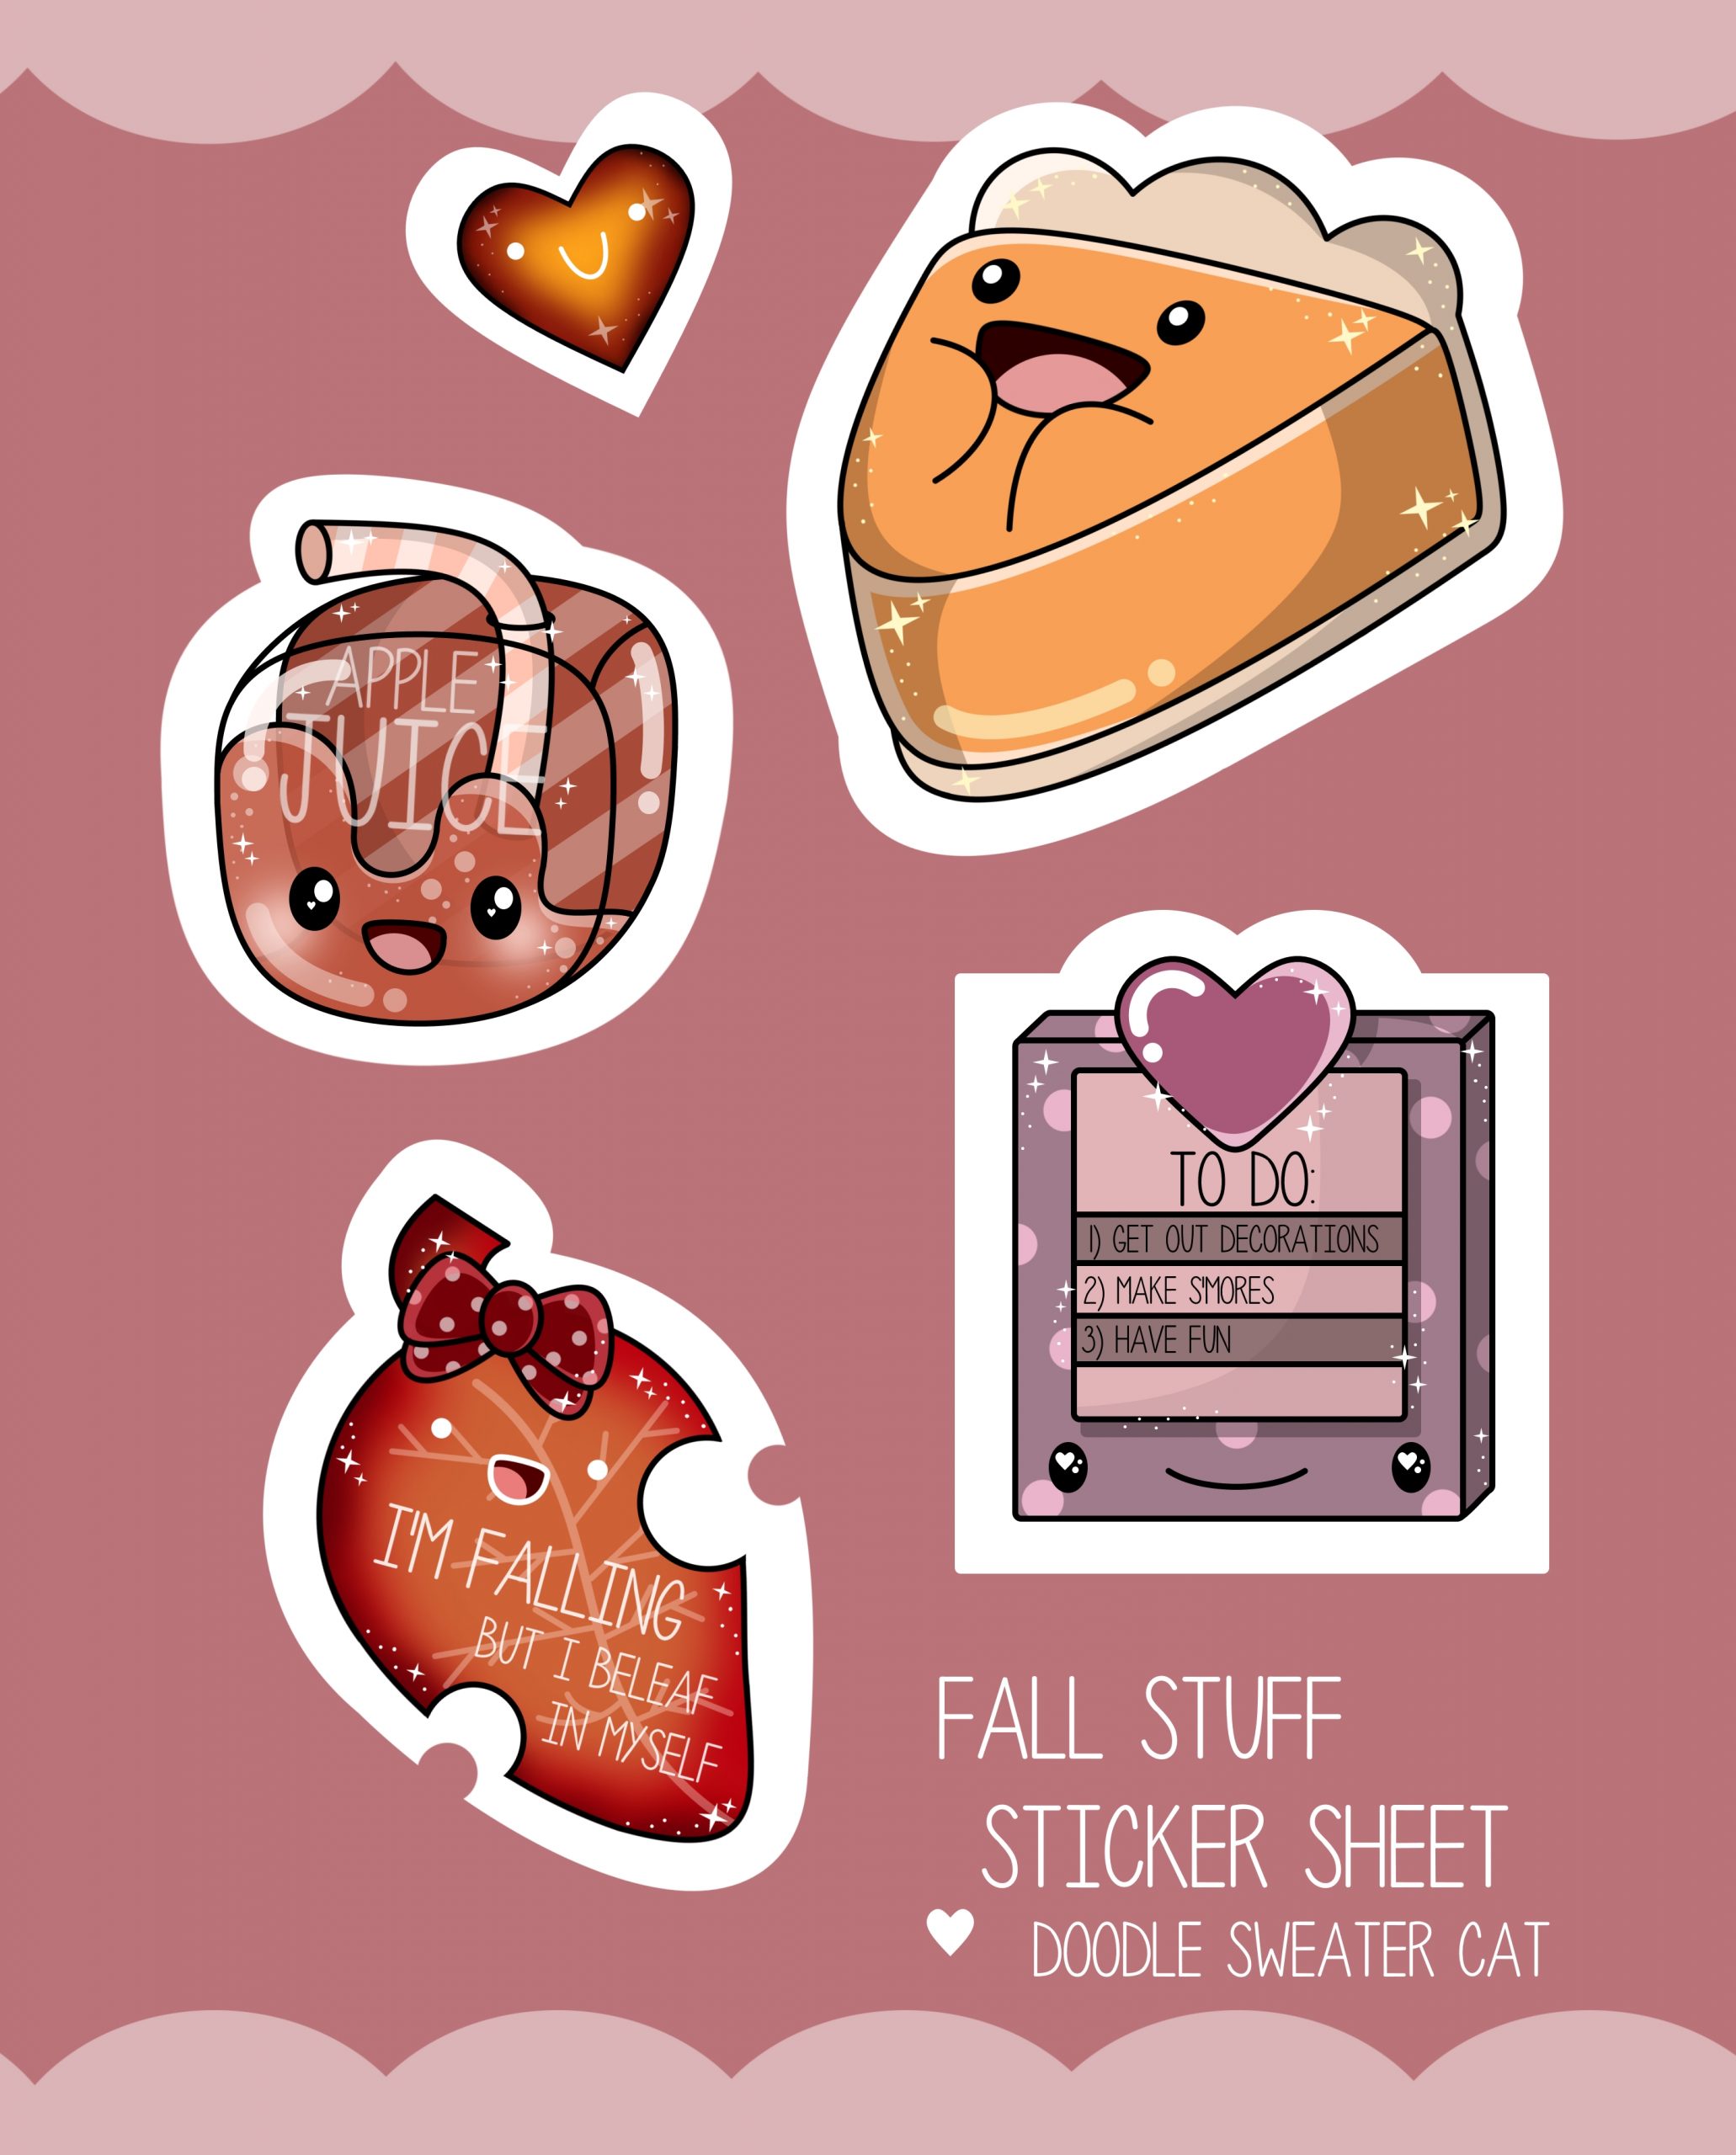 APPLE
JUICE
TO DO:
1) GET OUT DECORATIONS
2) MAKE S'MORES
3) HAVE FUN
I'M FALLING
BUT I BELEAF
IN MYSELF
FALL STUFF
STICKER SHEET
DOODLE SWEATER CAT